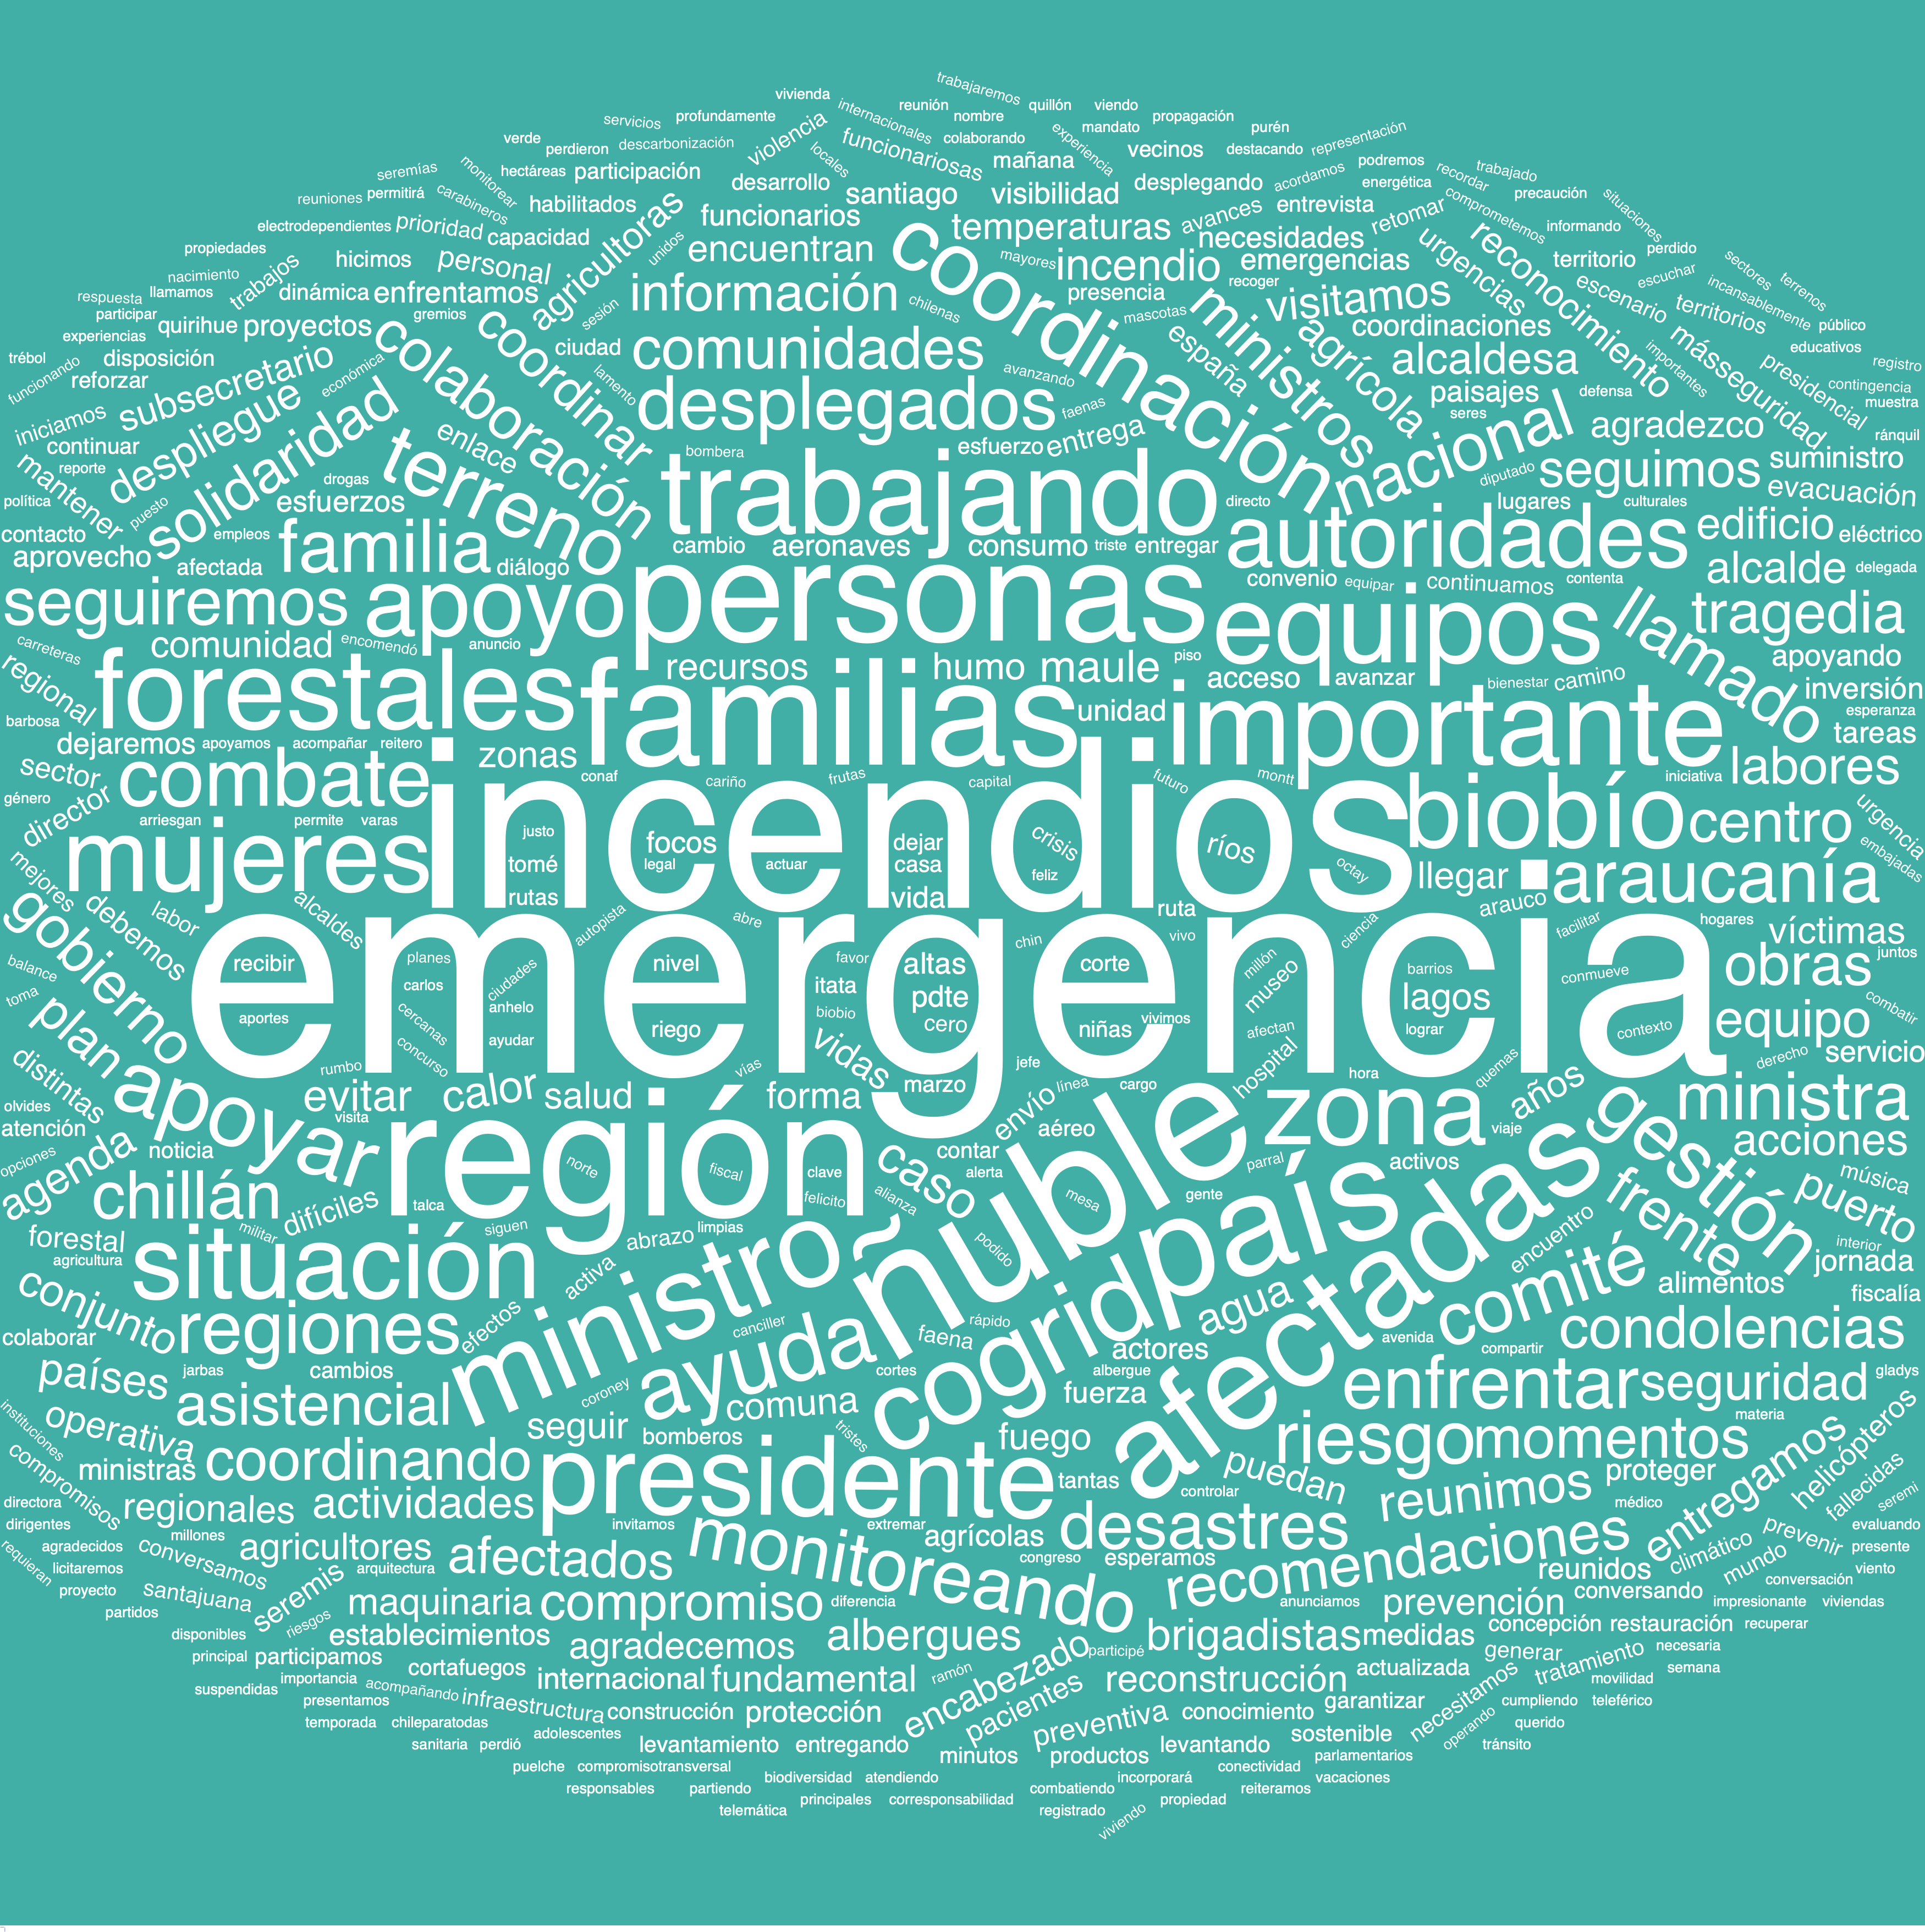 trabajaremos
vivienda
internacionales
reunión
quillón
viendo
servicios
profundamente
nombre
propagación
violencia
colaborando
experiencia
mandato
purén
representación
verde
perdieron
descarbonización
locales
funcionariosas
mañana
vecinos
destacando
podremos
trabajado
seremías
monitorear
hectáreas
participación
desarrollo
santiago
visibilidad
desplegando
acordamos
energética
recordar
precaución
situaciones
reuniones
permitirá
carabineros
habilitados
agricultoras
funcionarios
temperaturas
avances
entrevista
retomar
comprometemos
informando
electrodependientes
prioridad
capacidad
unidos
encuentran
coordinación
mayores
incendio
necesidades
emergencias
urgencias
reconocimiento
territorio
perdido
propiedades
hicimos
personal
recoger
escuchar
sectores
terrenos
nacimiento
trabajos
llamamos
dinámica
enfrentamos
información
presencia
ministros
visitamos
escenario
incansablemente
respuesta
participar
gremios
coordinar
sesión
chilenas
mascotas
agrícola
coordinaciones
territorios
público
experiencias
quirihue
proyectos
colaboración
ciudad
comunidades
españa
alcaldesa
másseguridad
importantes
educativos
trébol
disposición
subsecretario
económica
lamento
avanzando
paisajes
presidencial
registro
funcionando
reforzar
solidaridad
desplegados
faenas
seres
defensa
contingencia
muestra
iniciamos
despliegue
terreno
enlace
esfuerzo
entrega
nacional
agradezco
ránquil
continuar
bombera
trabajando
diputado
seguimos
suministro
mantener
reporte
drogas
política
puesto
esfuerzos
directo
lugares
culturales
evacuación
contacto
empleos
familia
cambio
aeronaves
consumo
triste
entregar
autoridades
edificio
eléctrico
aprovecho
afectada
diálogo
personas
convenio
equipar
continuamos
contenta
alcalde
delegada
seguiremos
apoyo
equipos
llamado
tragedia
carreteras
comunidad
encomendó
anuncio
recursos
humo
maule
piso
apoyando
regional
forestales
familias
acceso
avanzar
bienestar
camino
inversión
barbosa
unidad
importante
esperanza
dejaremos
apoyamos
acompañar
reitero
zonas
tareas
sector
combate
conaf
cariño
frutas
capital
futuro
montt
iniciativa
labores
género
director
arriesgan
permite
varas
incendios
biobío
centro
urgencia
mujeres
justo
focos
dejar
crisis
ríos
embajadas
tomé
legal
actuar
casa
feliz
octay
llegar
araucanía
mejores
rutas
vida
gobierno
debemos
labor
alcaldes
autopista
abre
ruta
arauco
facilitar
hogares
víctimas
emergencia
chin
vivo
ciencia
juntos
balance
recibir
planes
nivel
favor
altas
corte
millón
museo
barrios
conmueve
obras
toma
carlos
ciudades
itata
pdte
lagos
combatir
plan
aportes
cercanas
anhelo
biobio
cero
niñas
vivimos
afectan
lograr
contexto
equipo
concurso
ayudar
riego
vidas
distintas
rumbo
vías
jefe
hospital
hora
quemas
derecho
servicio
olvides
apoyar
evitar
calor
salud
forma
marzo
envío
línea
cargo
zona
años
ministra
atención
visita
región
aéreo
viaje
gestión
opciones
agenda
noticia
caso
contar
ñuble
parral
activos
acciones
chillán
norte
fiscal
clave
alerta
afectadas
música
difíciles
talca
felicito
alianza
mesa
gente
país
frente
puerto
forestal
militar
siguen
abrazo
limpias
podido
encuentro
interior
agricultura
situación
activa
ministro
comité
jornada
conjunto
agua
alimentos
fiscalía
colaborar
regiones
efectos
canciller
rápido
faena
cogrid
avenida
condolencias
países
jarbas
cambios
ayuda
cortes
actores
albergue
compartir
gladys
instituciones
asistencial
coroney
comuna
fuerza
enfrentar
seguridad
operativa
seguir
bomberos
tristes
fuego
riesgo
momentos
materia
helicópteros
compromisos
ministras
coordinando
presidente
tantas
puedan
proteger
directora
regionales
actividades
controlar
reunimos
médico
entregamos
fallecidas
seremi
dirigentes
millones
invitamos
extremar
desastres
evaluando
requieran
agradecidos
conversamos
agricultores
afectados
monitoreando
agrícolas
recomendaciones
prevenir
presente
licitaremos
arquitectura
congreso
esperamos
reunidos
climático
mundo
viento
proyecto
santajuana
seremis
maquinaria
compromiso
diferencia
anunciamos
prevención
conversando
conversación
impresionante
viviendas
partidos
riesgos
disponibles
establecimientos
agradecemos
albergues
participé
brigadistas
medidas
concepción
restauración
recuperar
principal
participamos
cortafuegos
encabezado
generar
necesaria
suspendidas
importancia
acompañando
internacional
fundamental
ramón
reconstrucción
actualizada
necesitamos
tratamiento
movilidad
semana
presentamos
infraestructura
construcción
protección
pacientes
preventiva
conocimiento
garantizar
cumpliendo
teleférico
temporada
chileparatodas
adolescentes
sostenible
operando
querido
sanitaria
perdió
levantamiento
entregando
minutos
productos
levantando
parlamentarios
tránsito
puelche
compromisotransversal
biodiversidad
atendiendo
incorporará
conectividad
vacaciones
responsables
partiendo
principales
corresponsabilidad
combatiendo
propiedad
reiteramos
telemática
registrado
viviendo